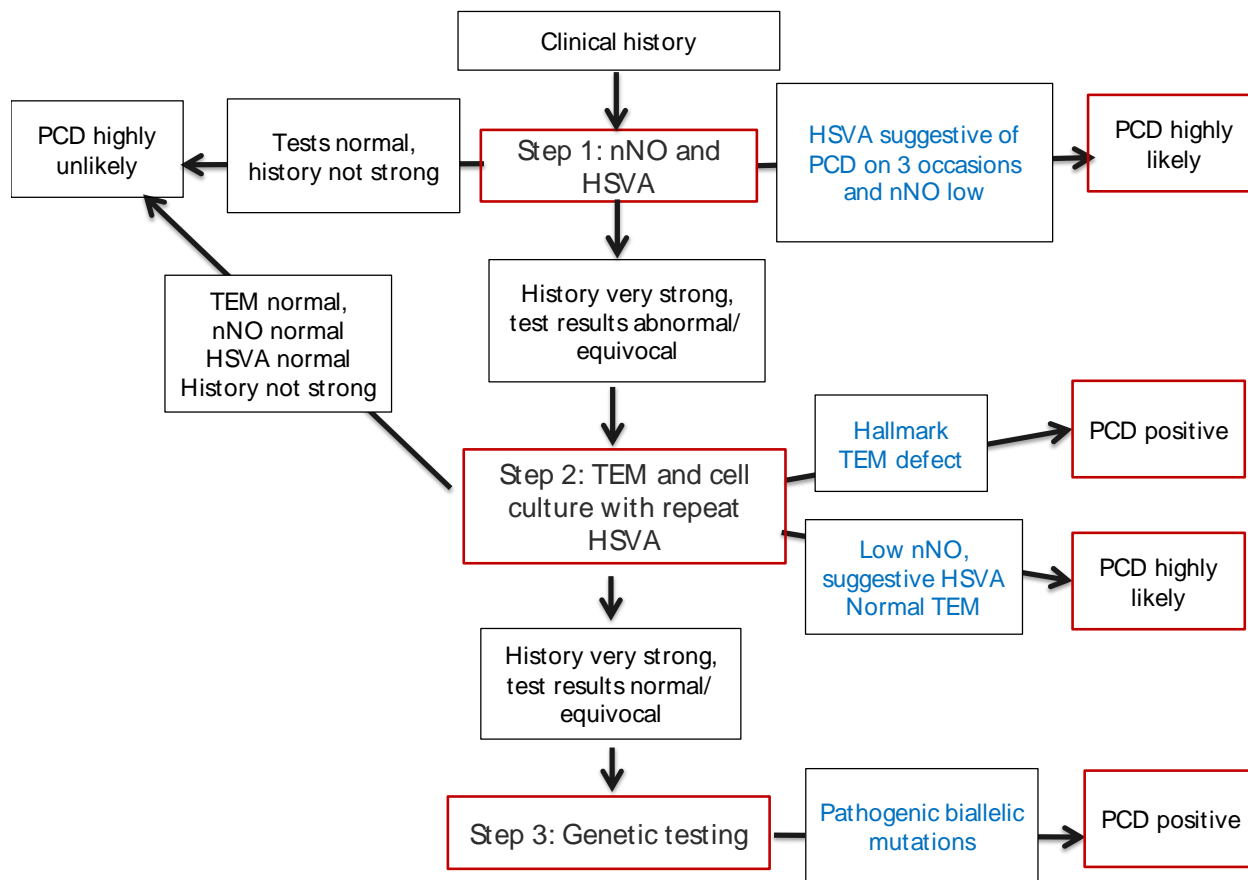 Clinical history
PCD highly
unlikely
Tests normal,
history not strong
Step 1: nNO and
HSVA
HSVA suggestive of
PCD on 3 occasions
and nNO low
PCD highly
likely
TEM normal,
nNO normal
HSVA normal
History not strong
History very strong,
test results abnormal/
equivocal
Step 2: TEM and cell
culture with repeat
HSVA
Hallmark
TEM defect
PCD positive
Low nNO,
suggestive HSVA
Normal TEM
PCD highly
likely
History very strong,
test results normal/
equivocal
Step 3: Genetic testing
Pathogenic biallelic
mutations
PCD positive